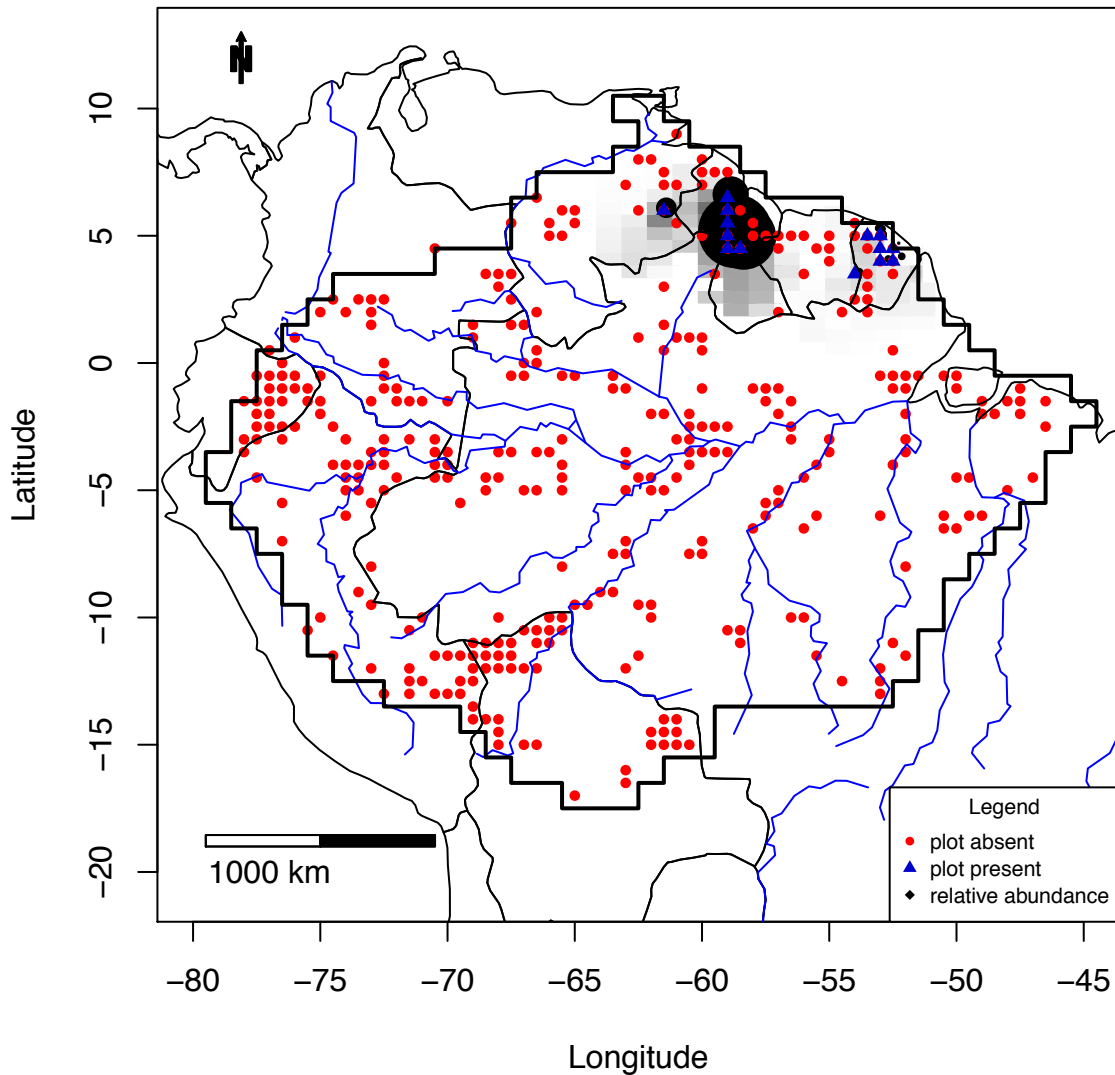 N
10
5
0
−5
−10
−15
−20
Latitude
1000 km
Legend
plot absent
plot present
relative abundance
−80 −75 −70 −65 −60 −55 −50 −45
Longitude